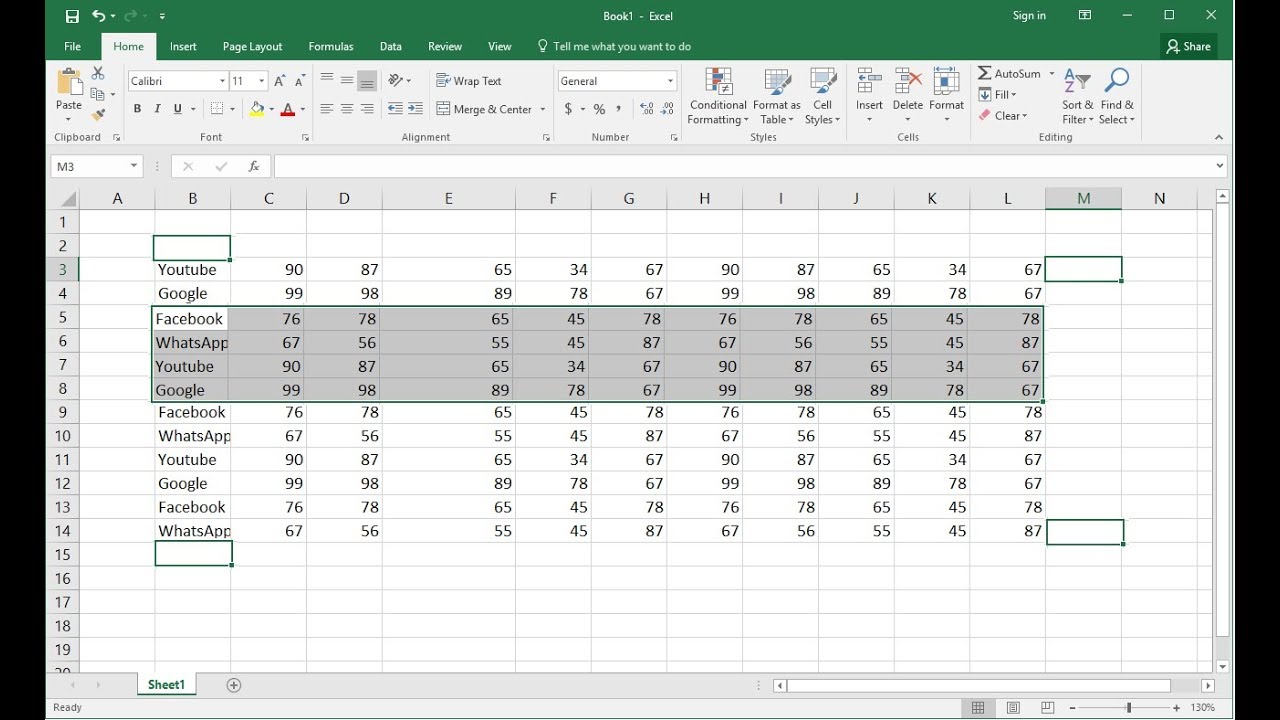 Book1 - Excel
Sign in
File Home Insert Page Layout Formulas Data Review View Tell me what you want to do Share
Paste
Calibri 11
B I U A
Wrap Text
Merge & Center
General
$ % ,
Conditional Formatting
Format as Table
Cell Styles
Insert Delete Format
AutoSum
Fill
Clear
Sort & Filter
Find & Select
Clipboard Font Alignment Number Styles Cells Editing
M3 fx
A B C D E F G H I J K L M N
1
2
3 Youtube 90 87 65 34 67 90 87 65 34 67
4 Google 99 98 89 78 67 99 98 89 78 67
5 Facebook 76 78 65 45 78 76 78 65 45 78
6 WhatsApp 67 56 55 45 87 67 56 55 45 87
7 Youtube 90 87 65 34 67 90 87 65 34 67
8 Google 99 98 89 78 67 99 98 89 78 67
9 Facebook 76 78 65 45 78 76 78 65 45 78
10 WhatsApp 67 56 55 45 87 67 56 55 45 87
11 Youtube 90 87 65 34 67 90 87 65 34 67
12 Google 99 98 89 78 67 99 98 89 78 67
13 Facebook 76 78 65 45 78 76 78 65 45 78
14 WhatsApp 67 56 55 45 87 67 56 55 45 87
15
16
17
18
19
20
Sheet1
Ready 130%